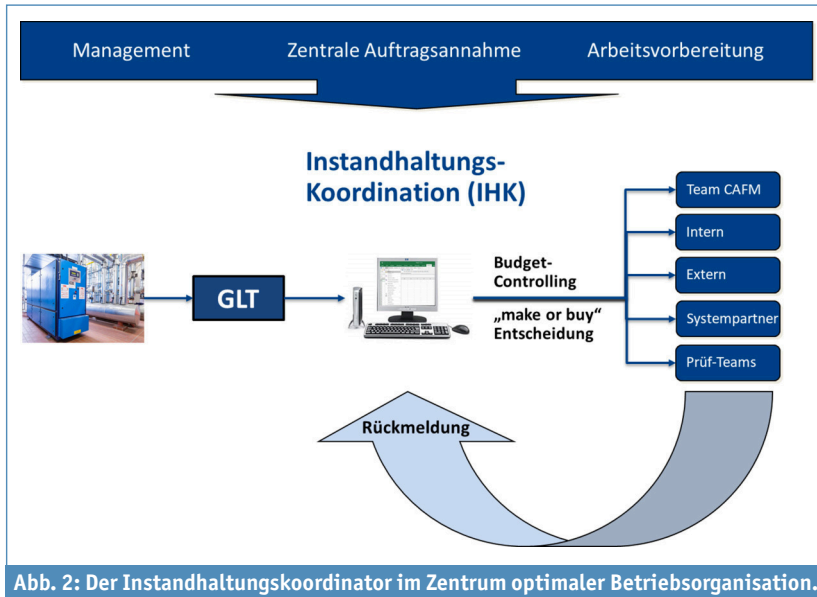 Management Zentrale Auftragsannahme Arbeitsvorbereitung
Instandhaltungs-
Koordination (IHK)
Team CAFM
Intern
Extern
Systempartner
Prüf-Teams
GLT
Budget-
Controlling
„make or buy“
Entscheidung
Rückmeldung
Abb. 2: Der Instandhaltungskoordinator im Zentrum optimaler Betriebsorganisation.